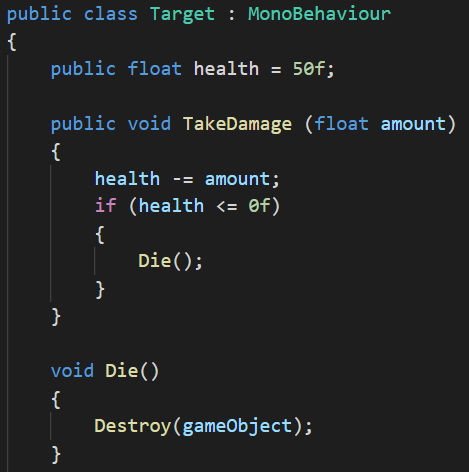 public class Target : MonoBehaviour
{
    public float health = 50f;

    public void TakeDamage (float amount)
    {
        health -= amount;
        if (health <= 0f)
        {
            Die();
        }
    }

    void Die()
    {
        Destroy(gameObject);
    }